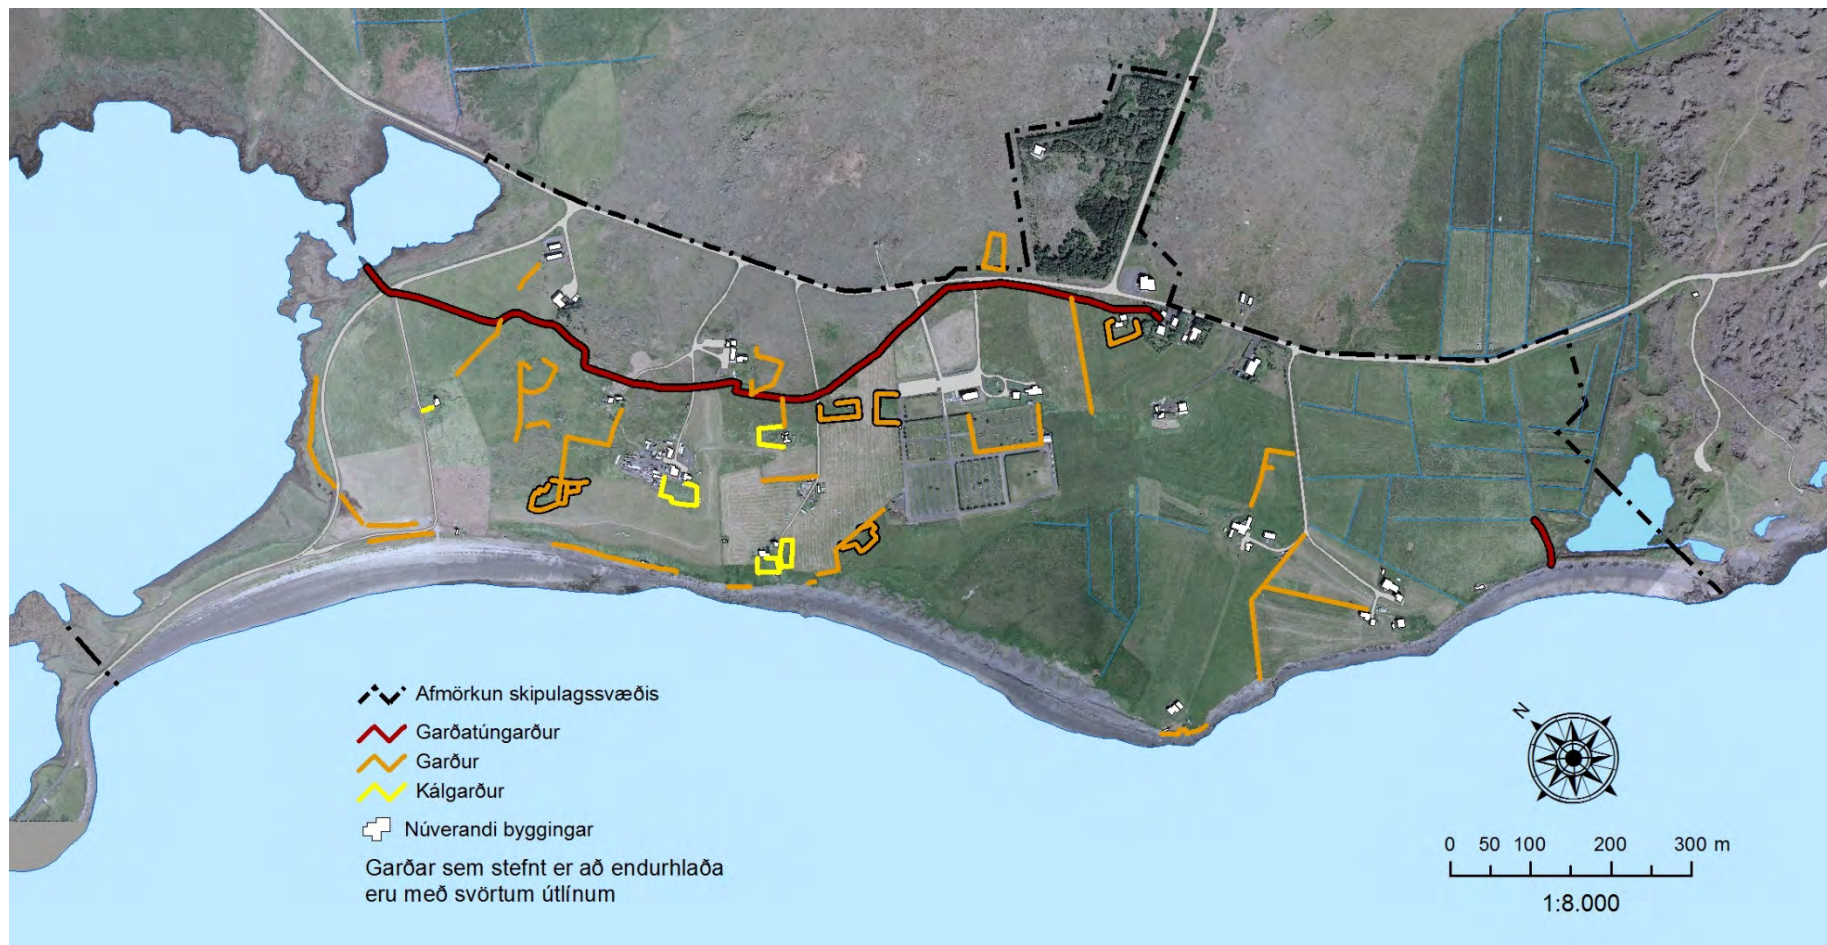 Afmörkun skipulagssvæðis
Garðatúngarður
Garður
Kálgarður
Núverandi byggingar
Garðar sem stefnt er að endurhlaða
eru með svörtum útlínum
N
0 50 100 200 300 m
1:8.000